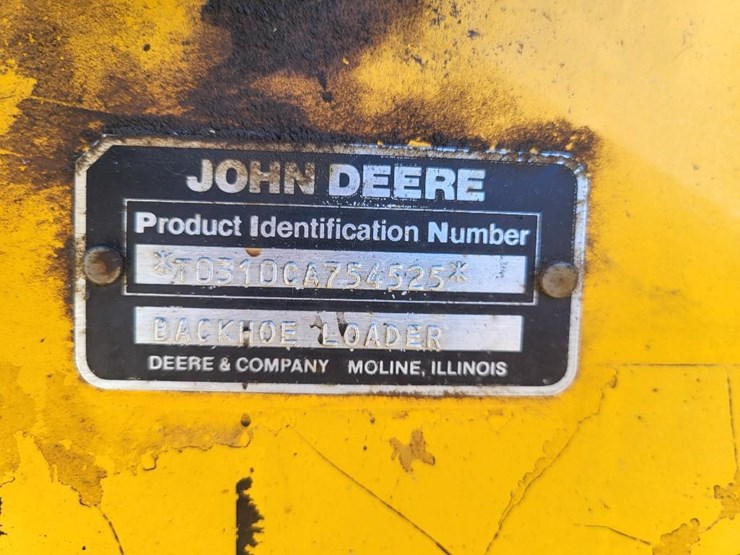 JOHN DEERE
Product Identification Number
*T0310CA754525*
BACKHOE LOADER
DEERE & COMPANY MOLINE, ILLINOIS